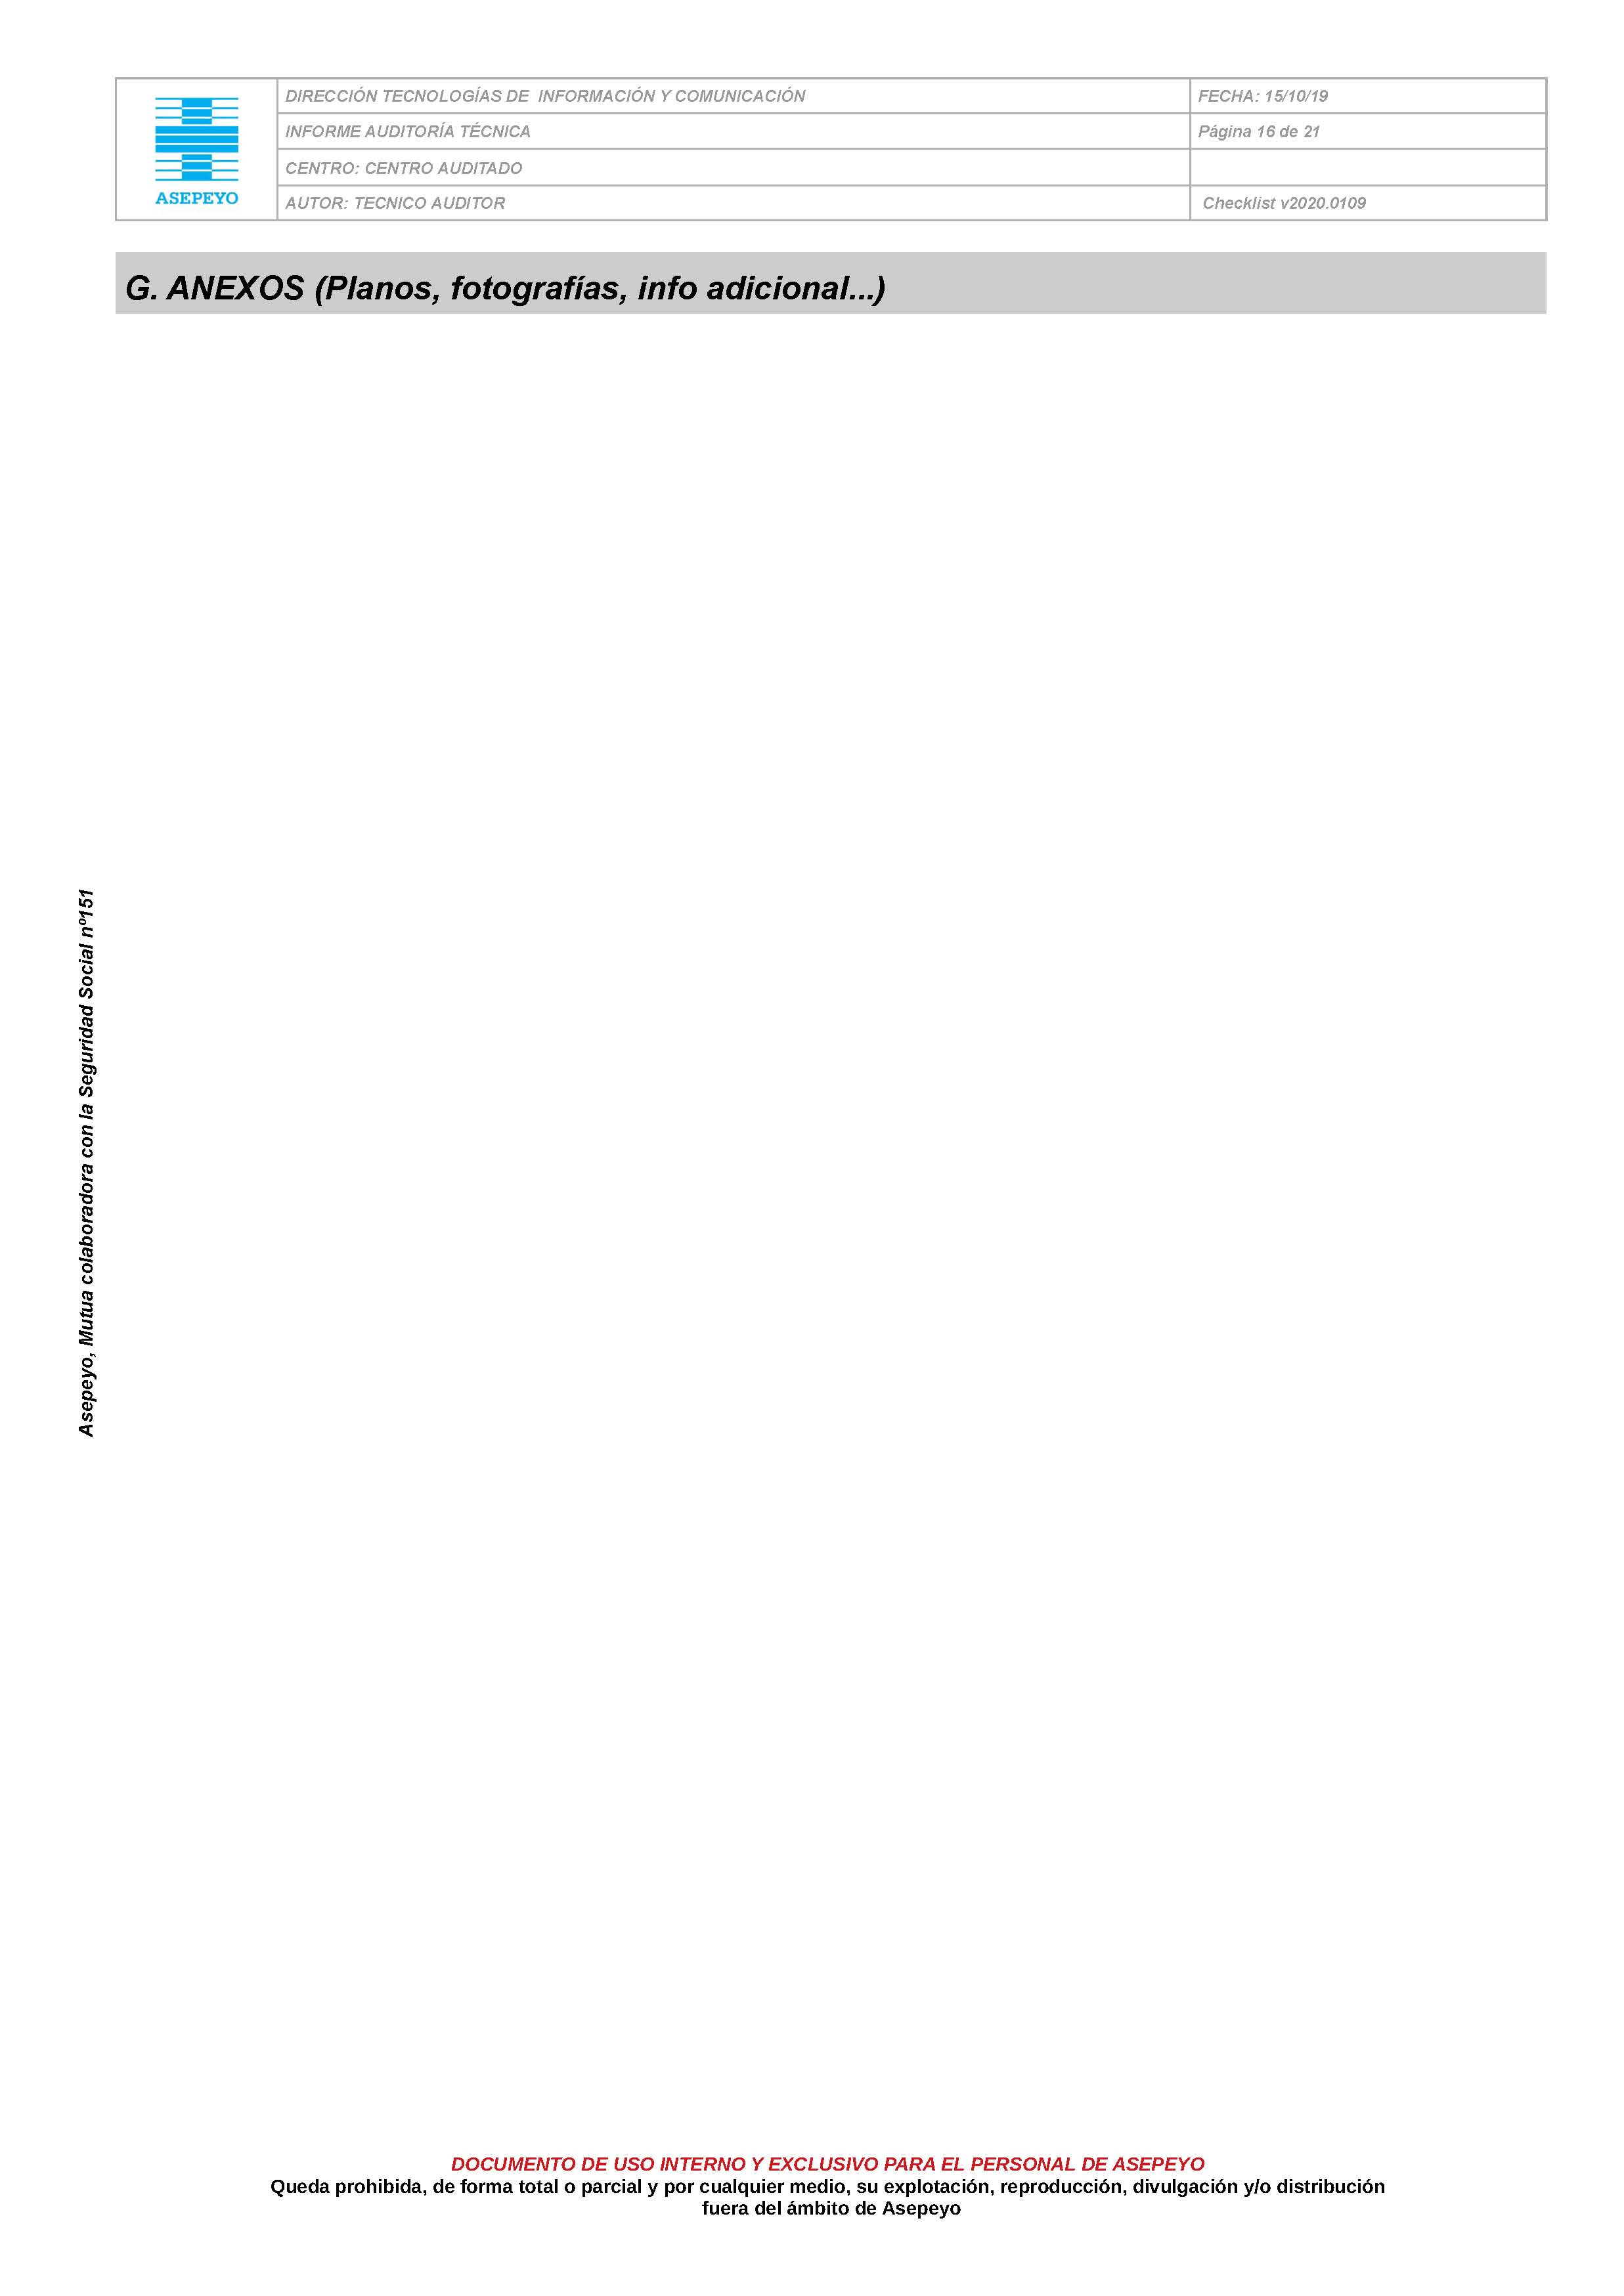 DIRECCIÓN TECNOLOGÍAS DE  INFORMACIÓN Y COMUNICACIÓN
FECHA: 15/10/19
INFORME AUDITORÍA TÉCNICA
Página 16 de 21
CENTRO: CENTRO AUDITADO
ASEPEYO
AUTOR: TECNICO AUDITOR
Checklist v2020.0109
G. ANEXOS (Planos, fotografías, info adicional...)
Asepeyo, Mutua colaboradora con la Seguridad Social nº151
DOCUMENTO DE USO INTERNO Y EXCLUSIVO PARA EL PERSONAL DE ASEPEYO
Queda prohibida, de forma total o parcial y por cualquier medio, su explotación, reproducción, divulgación y/o distribución
fuera del ámbito de Asepeyo